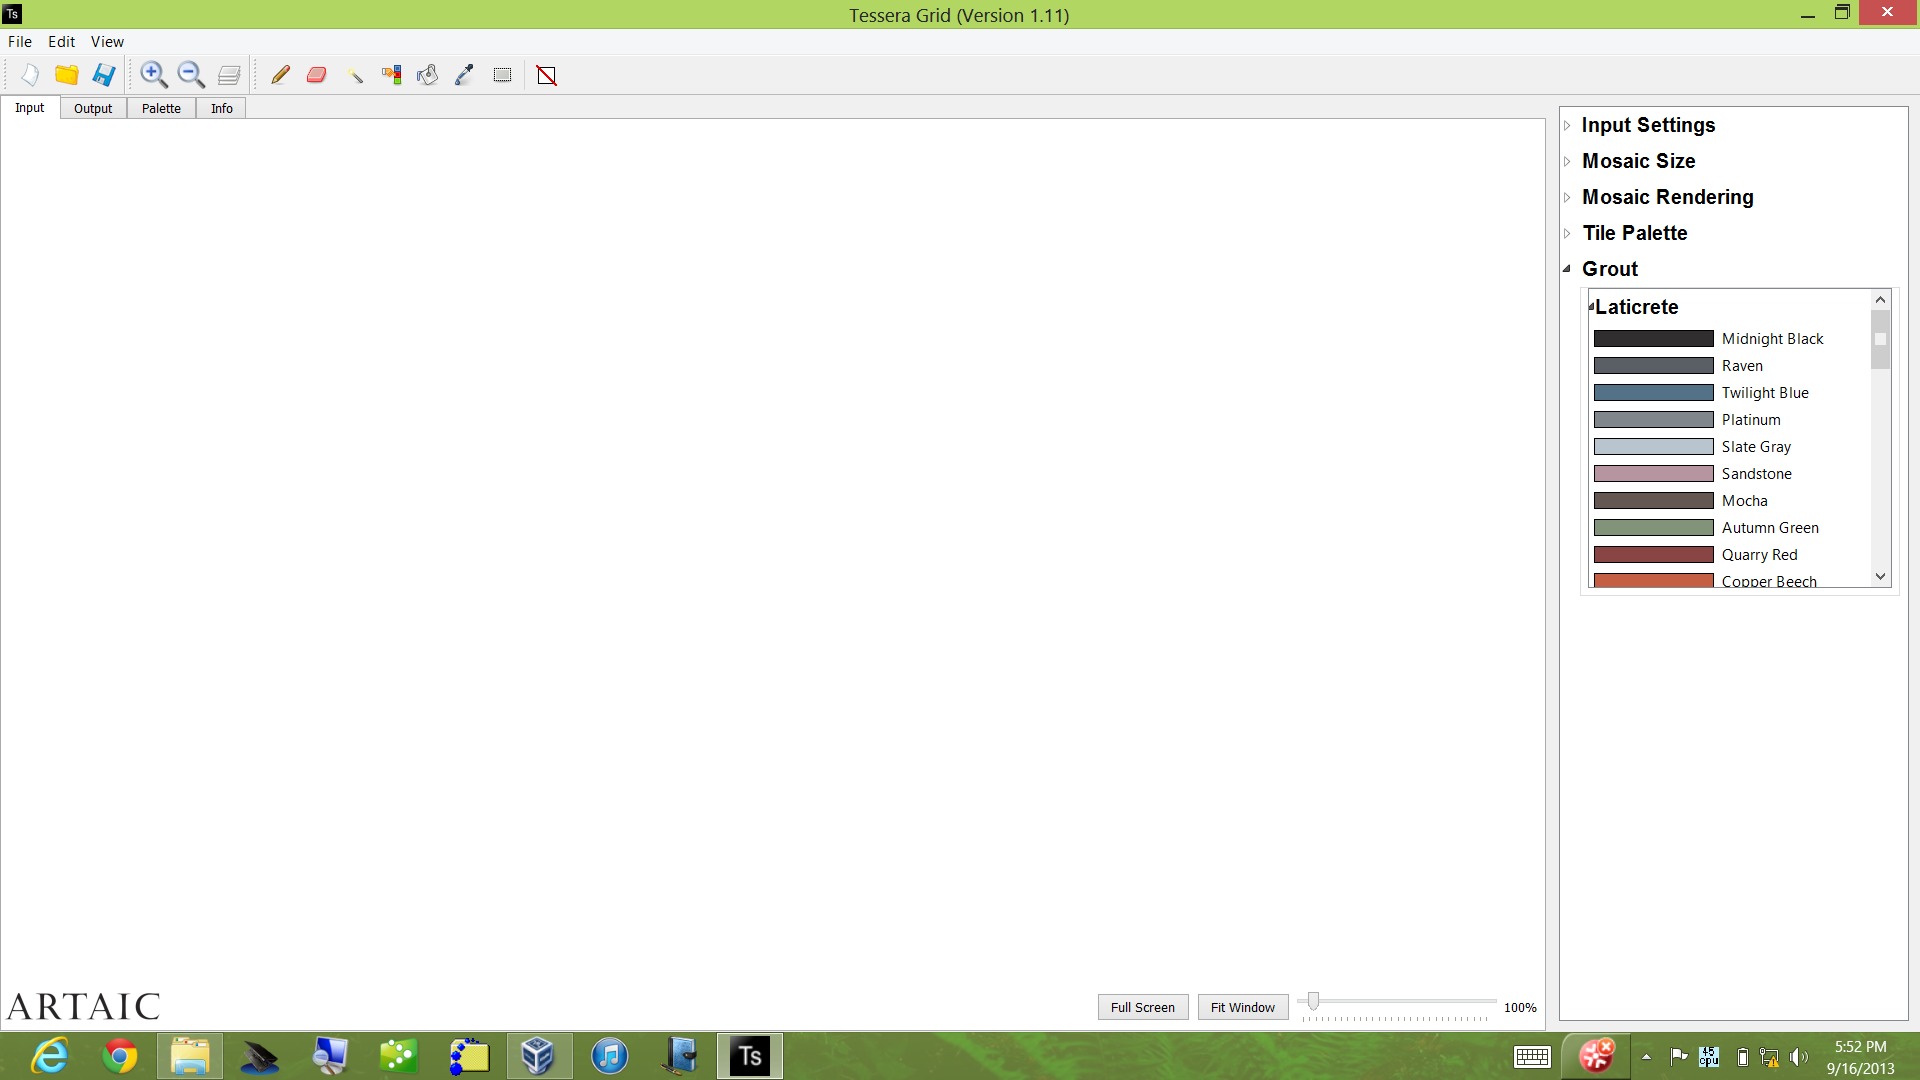 Ts
Tessera Grid (Version 1.11)
File Edit View
Input Output Palette Info
Input Settings
Mosaic Size
Mosaic Rendering
Tile Palette
Grout
Laticrete
Midnight Black
Raven
Twilight Blue
Platinum
Slate Gray
Sandstone
Mocha
Autumn Green
Quarry Red
Copper Beech
ARTAIC
Full Screen Fit Window 100%
Ts
45
cpu
5:52 PM
9/16/2013